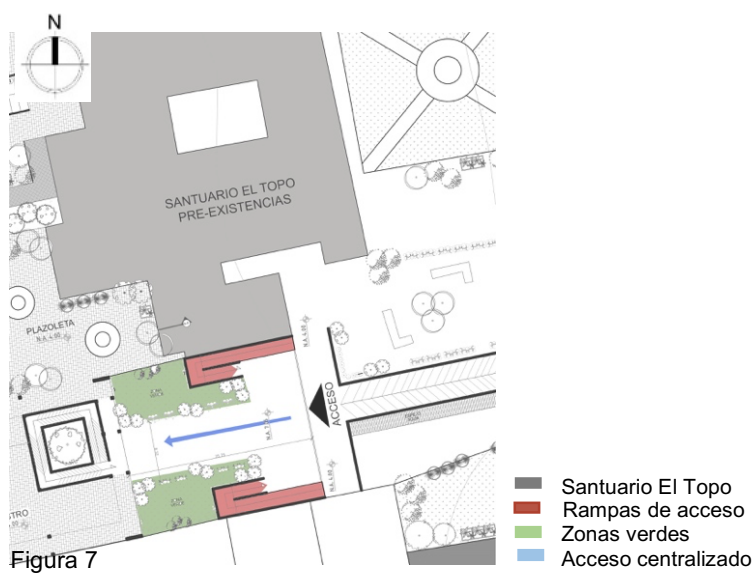 N
SANTUARIO EL TOPO
PRE-EXISTENCIAS
PLAZOLETA
ACCESO
STRO
Figura 7
Santuario El Topo
Rampas de acceso
Zonas verdes
Acceso centralizado